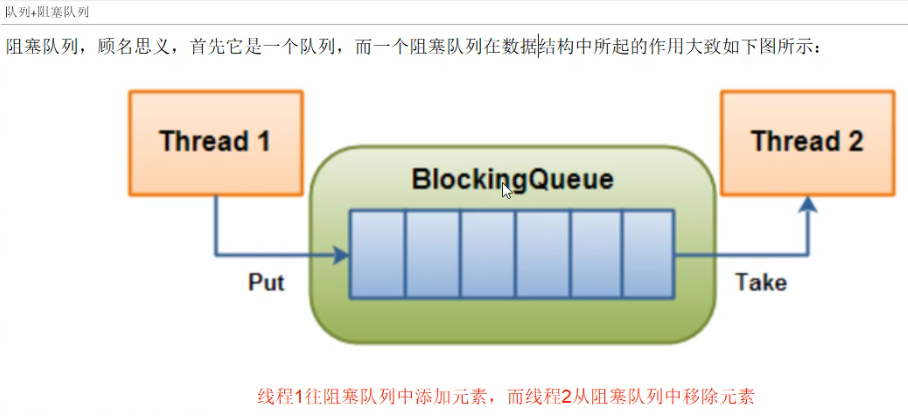 队列+阻塞队列
阻塞队列，顾名思义，首先它是一个队列，而一个阻塞队列在数据结构中所起的作用大致如下图所示：
Thread 1
Thread 2
BlockingQueue
Put
Take
线程1往阻塞队列中添加元素，而线程2从阻塞队列中移除元素